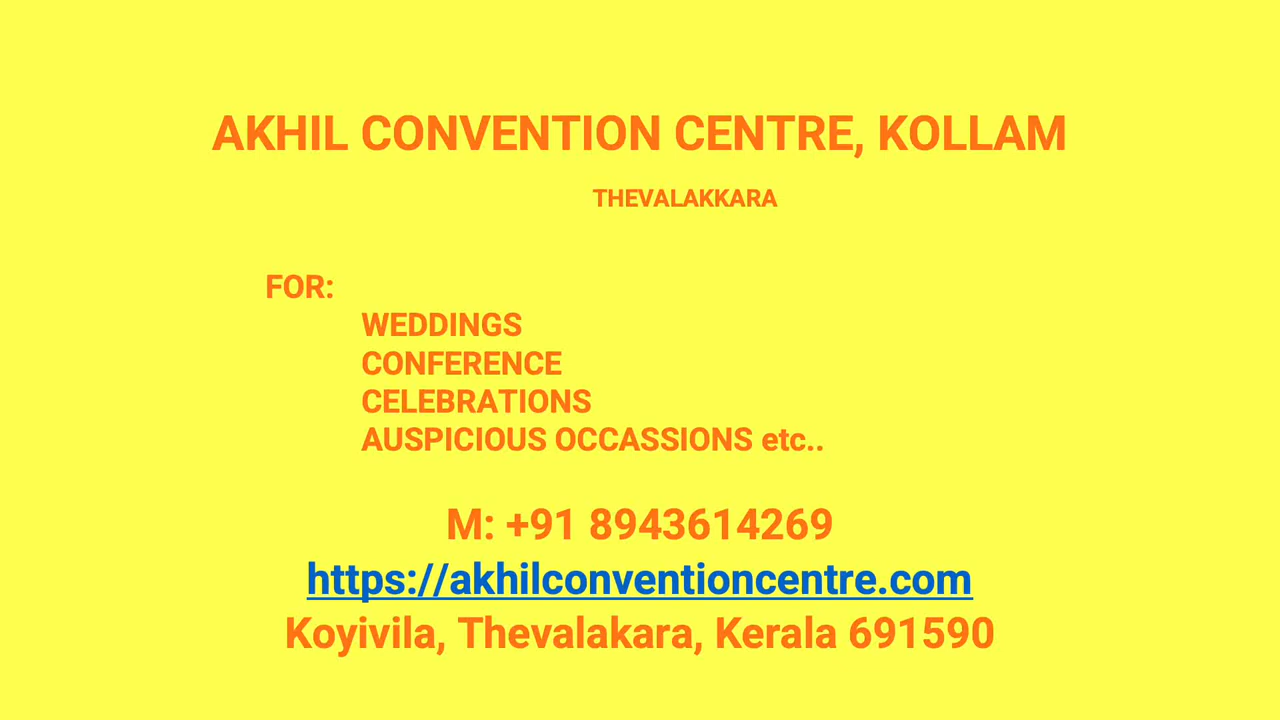 AKHIL CONVENTION CENTRE, KOLLAM
THEVALAKKARA
FOR:
WEDDINGS
CONFERENCE
CELEBRATIONS
AUSPICIOUS OCCASSIONS etc..
M: +91 8943614269
https://akhilconventioncentre.com
Koyivila, Thevalakara, Kerala 691590